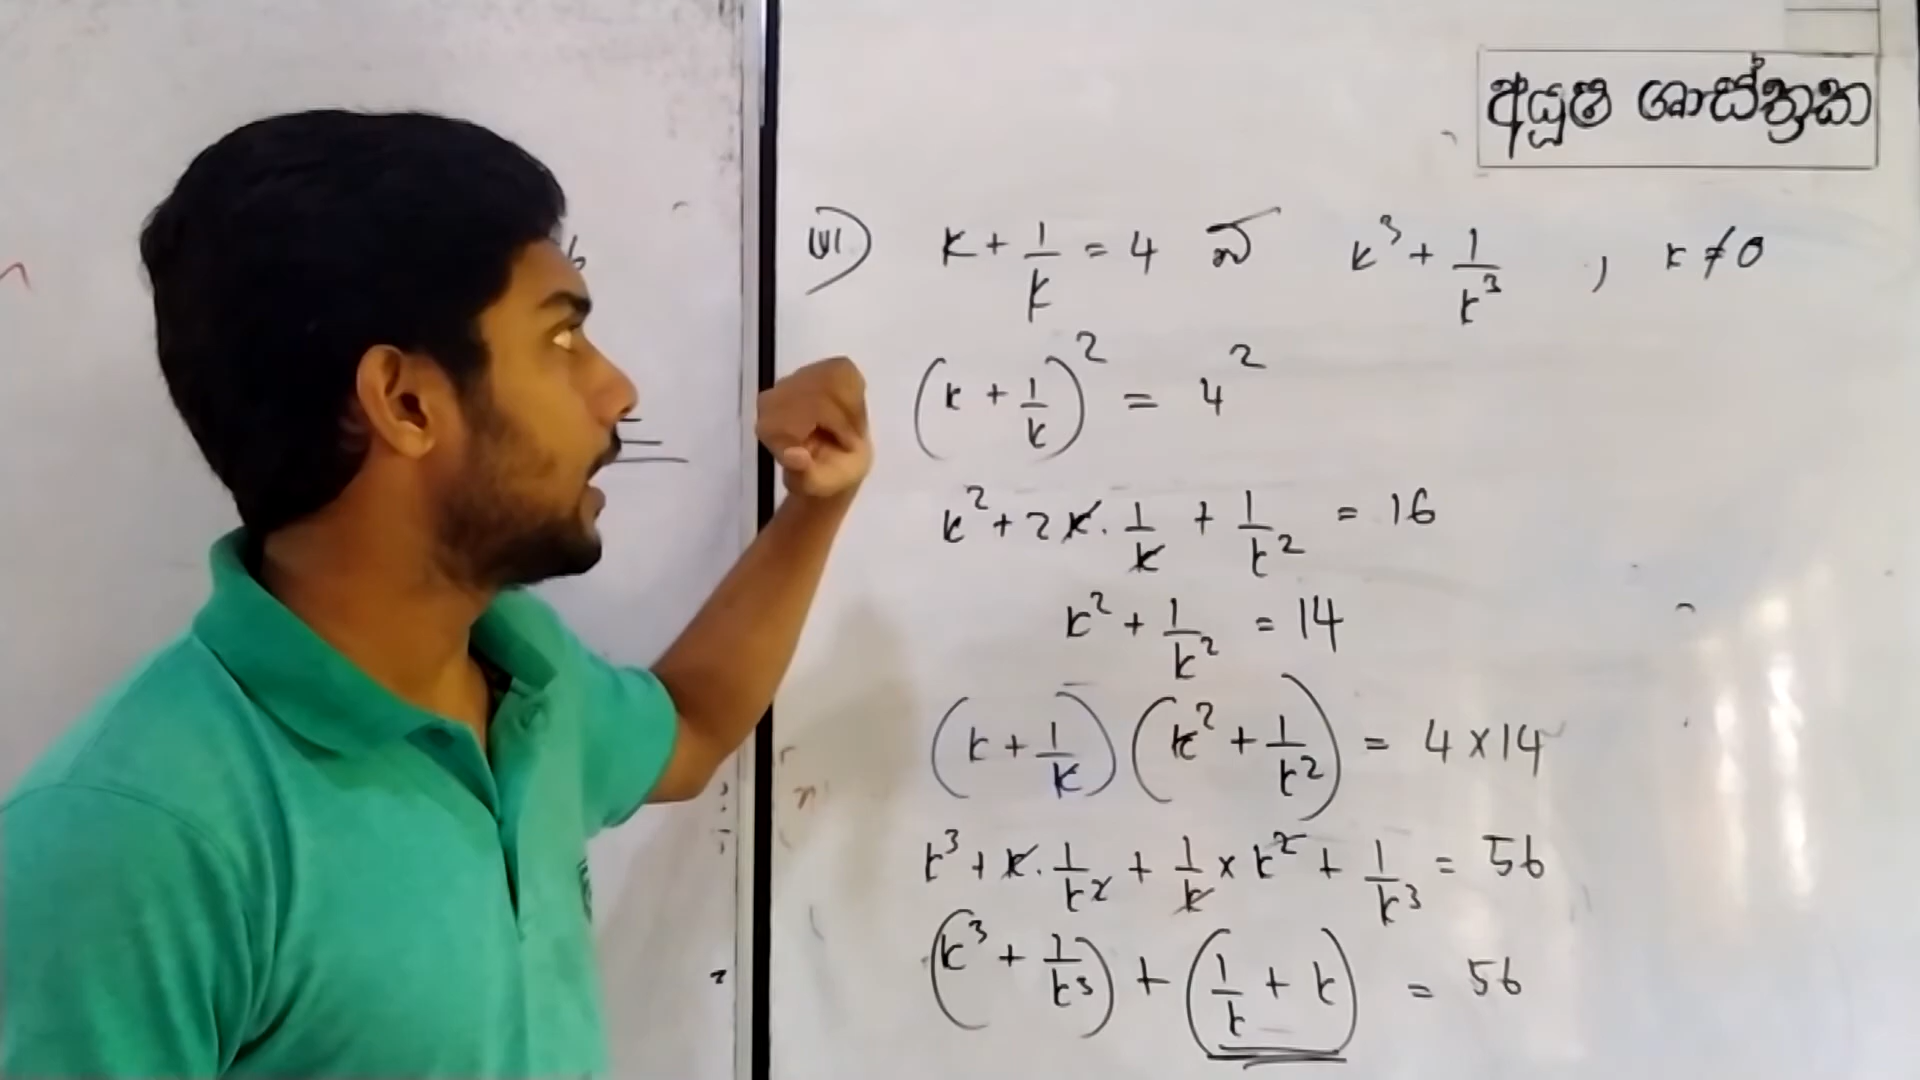 අයූෂ ශාස්ත්‍රක
VI) K + 1/K = 4 නි k³ + 1/k³ , k ≠ 0
(k + 1/k)² = 4²
k² + 2k · 1/k + 1/k² = 16
k² + 1/k² = 14
(k + 1/k)(k² + 1/k²) = 4 × 14
k³ + k · 1/k² + 1/k × k² + 1/k³ = 56
(k³ + 1/k³) + (1/k + k) = 56